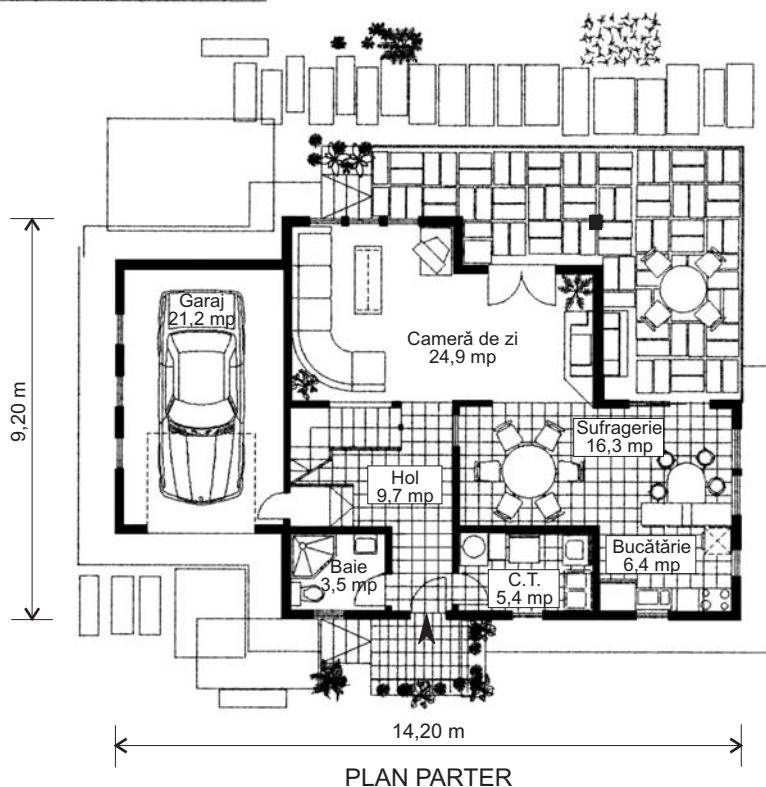 Garaj
21,2 mp
Cameră de zi
24,9 mp
9,20 m
Sufragerie
16,3 mp
Hol
9,7 mp
Bucătărie
6,4 mp
Baie
3,5 mp
C.T.
5,4 mp
14,20 m
PLAN PARTER